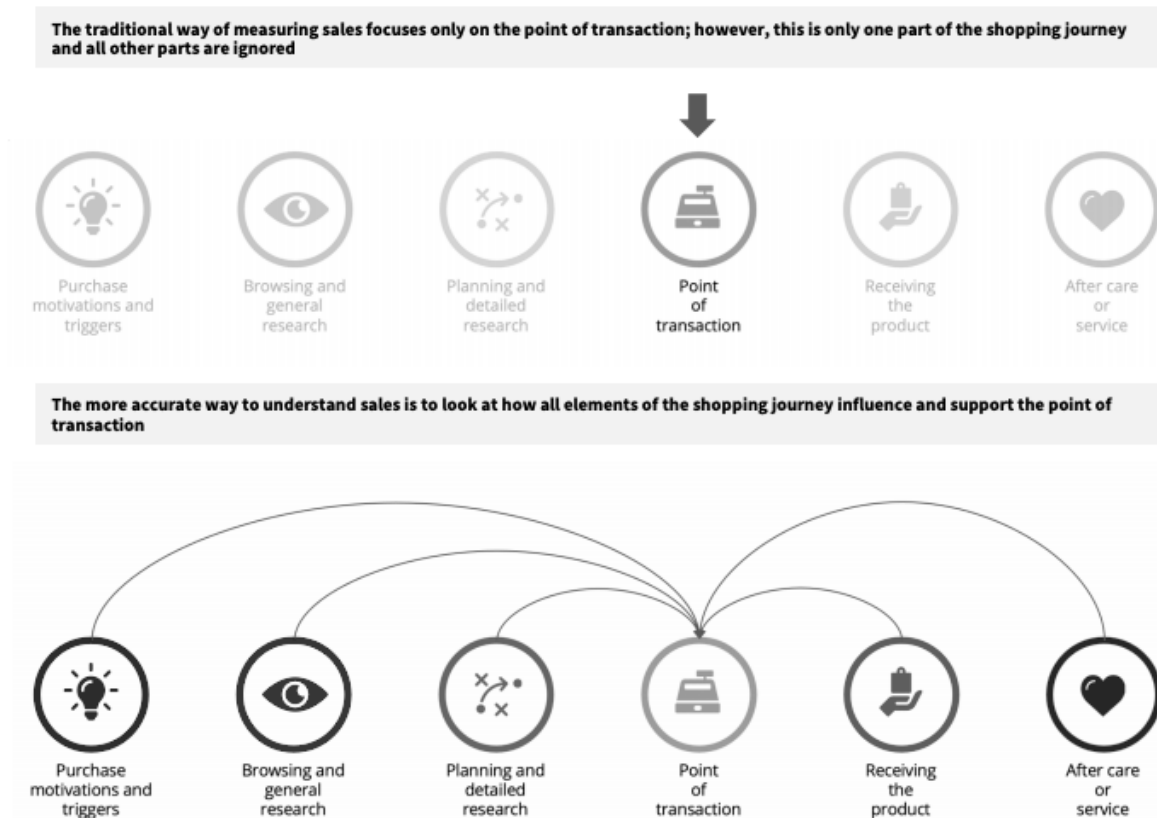 The traditional way of measuring sales focuses only on the point of transaction; however, this is only one part of the shopping journey
and all other parts are ignored
Purchase
motivations and
triggers
Browsing and
general
research
Planning and
detailed
research
Point
of
transaction
Receiving
the
product
After care
or
service
The more accurate way to understand sales is to look at how all elements of the shopping journey influence and support the point of
transaction
Purchase
motivations and
triggers
Browsing and
general
research
Planning and
detailed
research
Point
of
transaction
Receiving
the
product
After care
or
service